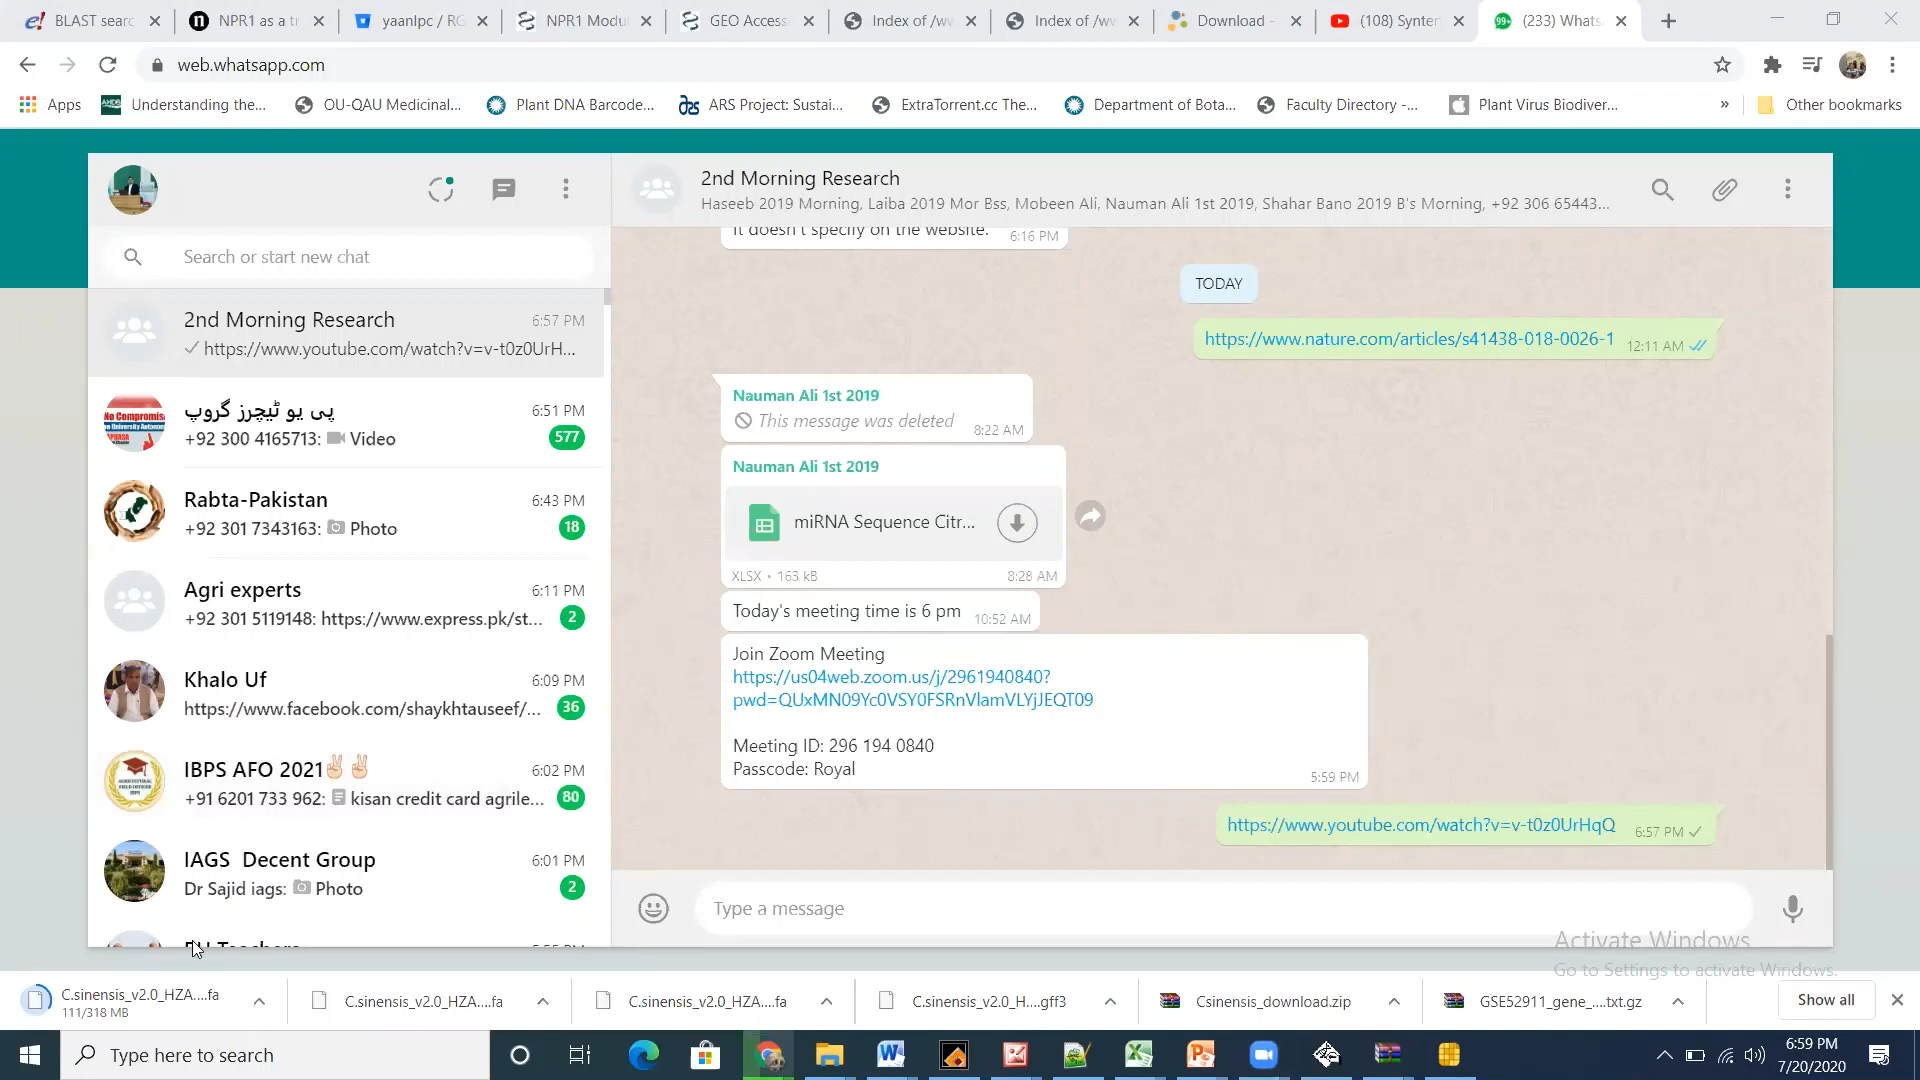 BLAST searc
NPR1 as a tr
yaanlpc / RG
NPR1 Modu
GEO Access
Index of /wv
Index of /wv
Download -
(108) Synten
(233) Whats
web.whatsapp.com
Apps
Understanding the...
OU-QAU Medicinal...
Plant DNA Barcode...
ARS Project: Sustai...
ExtraTorrent.cc The...
Department of Bota...
Faculty Directory -...
Plant Virus Biodiver...
»
Other bookmarks
Search or start new chat
2nd Morning Research
6:57 PM
https://www.youtube.com/watch?v=v-t0z0UrH...
پی یو ٹیچرز گروپ
6:51 PM
+92 300 4165713: Video
577
No Compromis
Rabta-Pakistan
6:43 PM
+92 301 7343163: Photo
18
Agri experts
6:11 PM
+92 301 5119148: https://www.express.pk/st...
2
Khalo Uf
6:09 PM
https://www.facebook.com/shaykhtauseef/...
36
IBPS AFO 2021✌🏻✌🏻
6:02 PM
+91 6201 733 962: kisan credit card agrile...
80
IAGS Decent Group
6:01 PM
Dr Sajid iags: Photo
2
2nd Morning Research
Haseeb 2019 Morning, Laiba 2019 Mor Bss, Mobeen Ali, Nauman Ali 1st 2019, Shahar Bano 2019 B's Morning, +92 306 65443...
It doesn't specify on the website.
6:16 PM
TODAY
https://www.nature.com/articles/s41438-018-0026-1
12:11 AM
Nauman Ali 1st 2019
This message was deleted
8:22 AM
Nauman Ali 1st 2019
miRNA Sequence Citr...
XLSX • 163 kB
8:28 AM
Today's meeting time is 6 pm
10:52 AM
Join Zoom Meeting
https://us04web.zoom.us/j/2961940840?
pwd=QUxMN09Yc0VSY0FSRnVlamVLYjJEQT09
Meeting ID: 296 194 0840
Passcode: Royal
5:59 PM
https://www.youtube.com/watch?v=v-t0z0UrHqQ
6:57 PM
Type a message
Activate Windows
Go to Settings to activate Windows.
C.sinensis_v2.0_HZA....fa
111/318 MB
C.sinensis_v2.0_HZA....fa
C.sinensis_v2.0_HZA....fa
C.sinensis_v2.0_H....gff3
Csinensis_download.zip
GSE52911_gene_....txt.gz
Show all
Type here to search
6:59 PM
7/20/2020